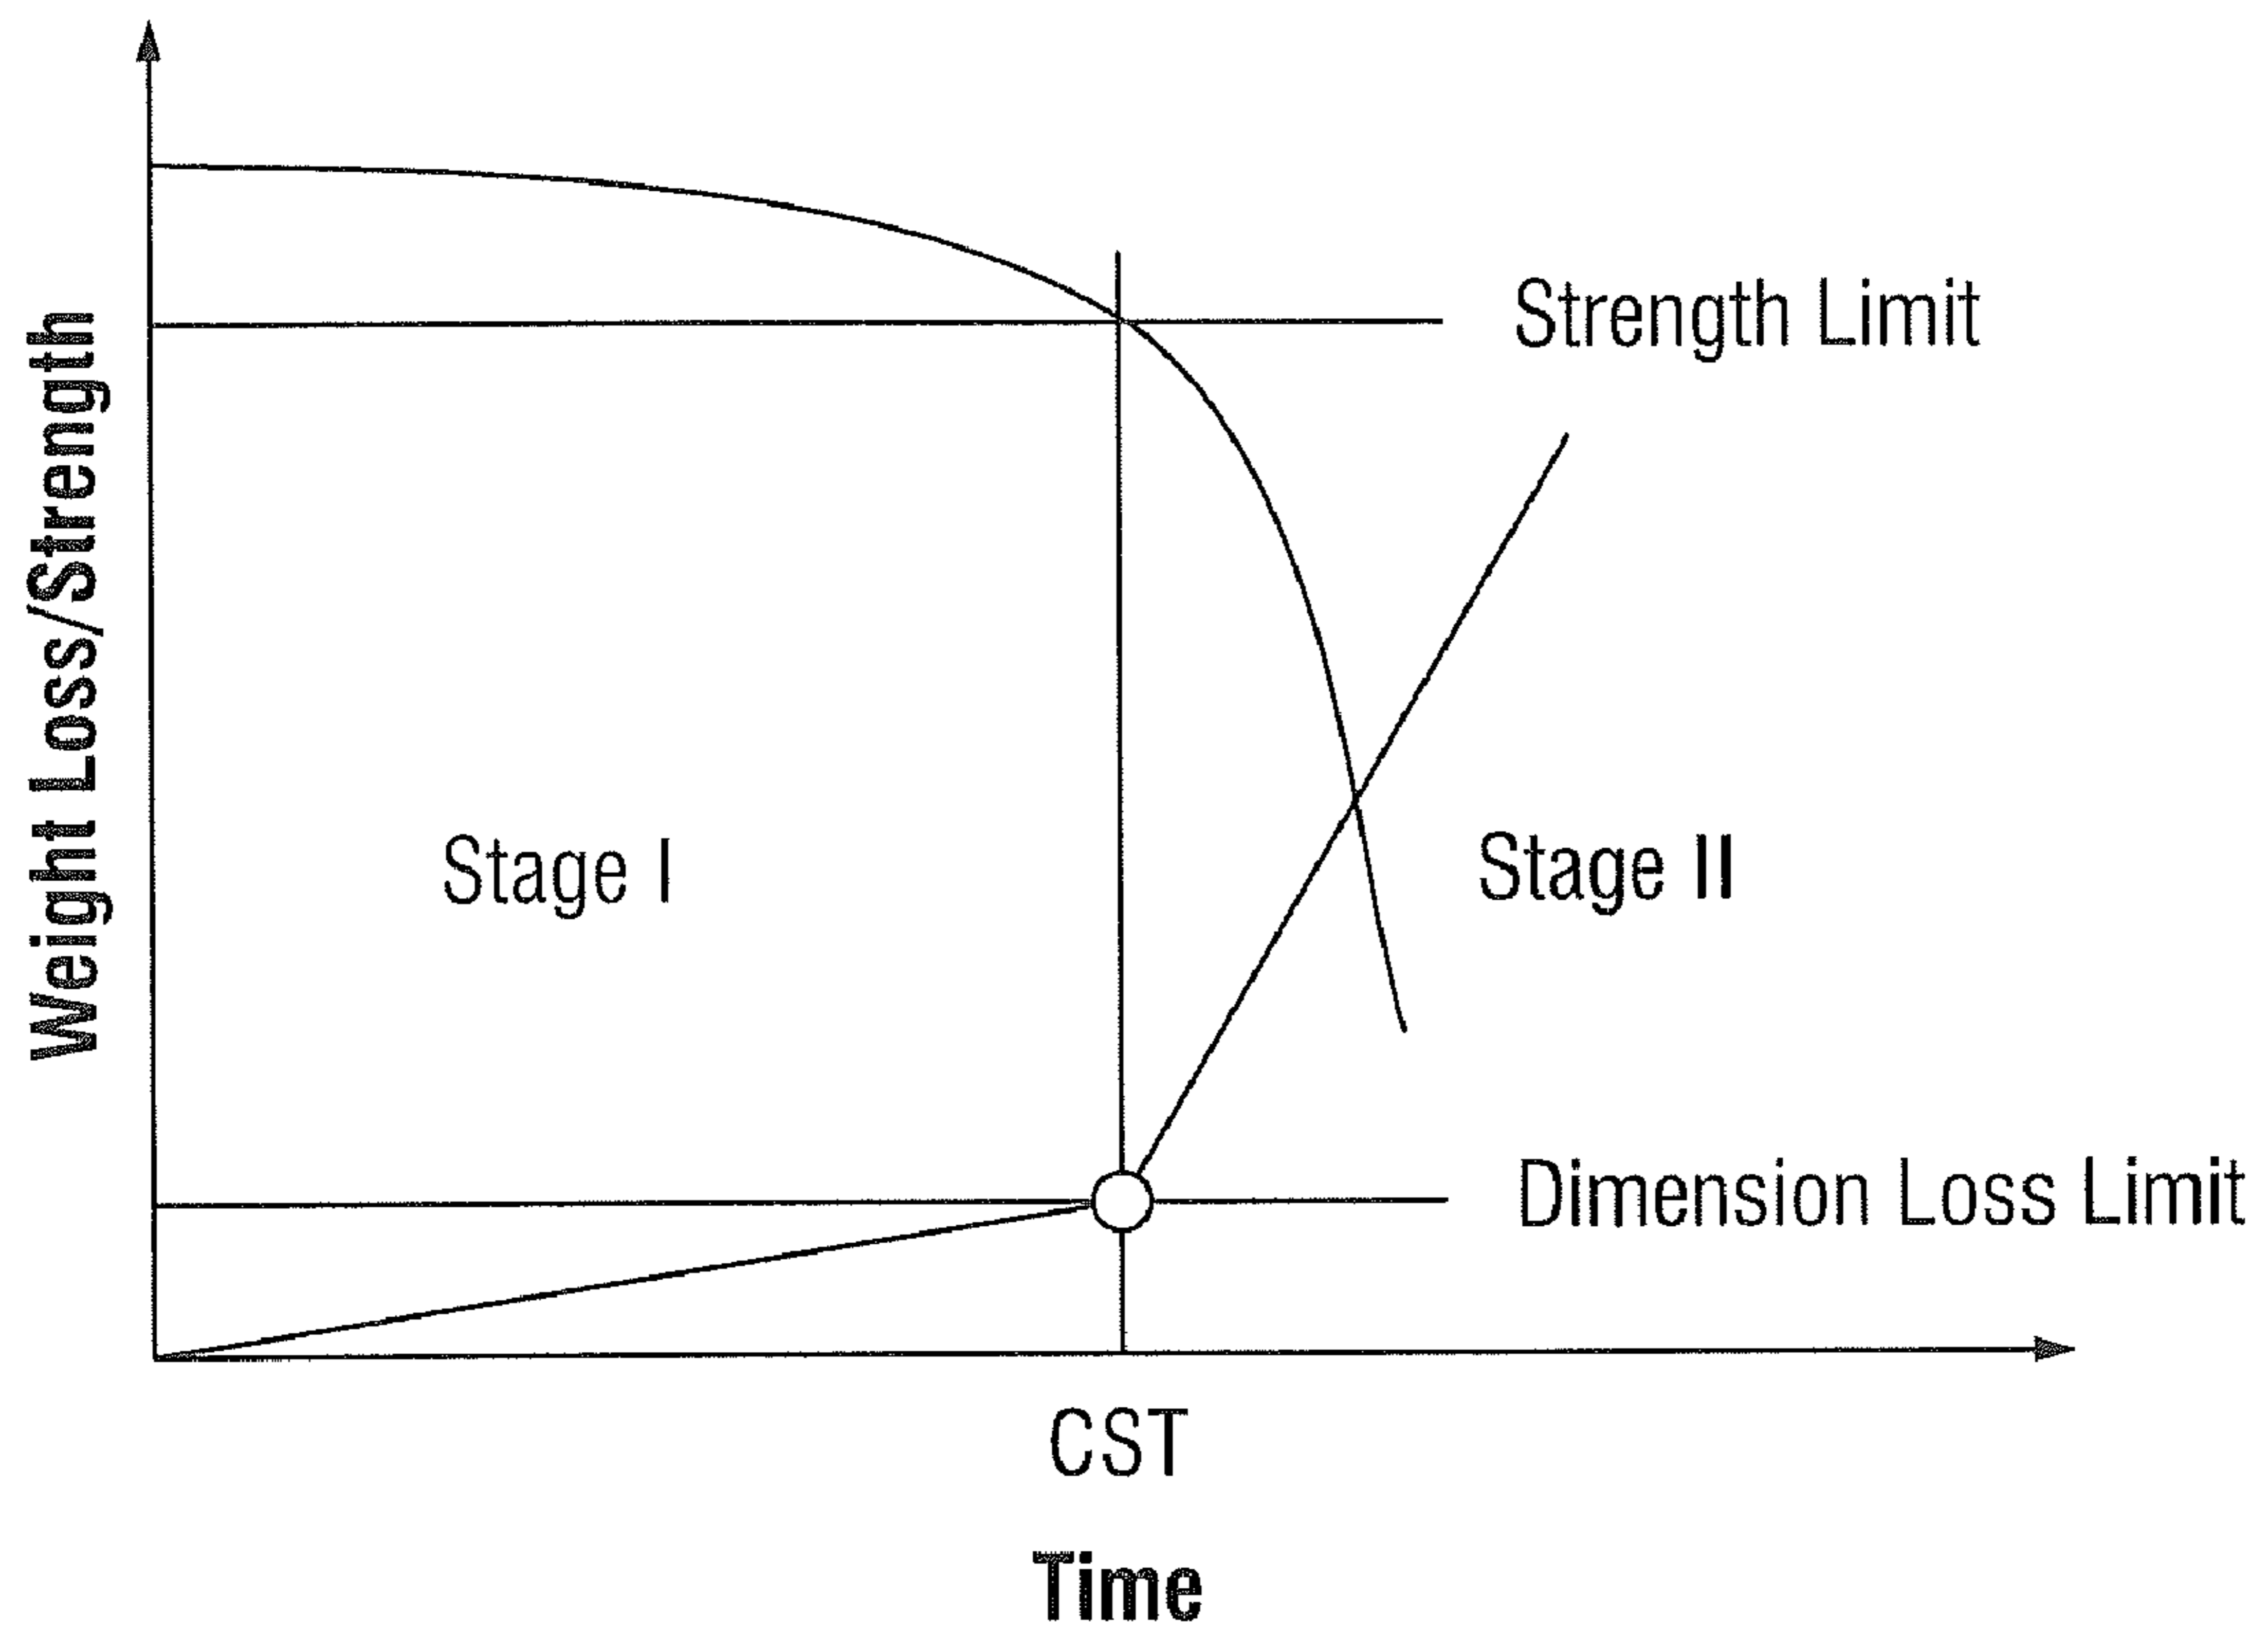 Weight Loss/Strength
Strength Limit
Stage I
Stage II
Dimension Loss Limit
CST
Time